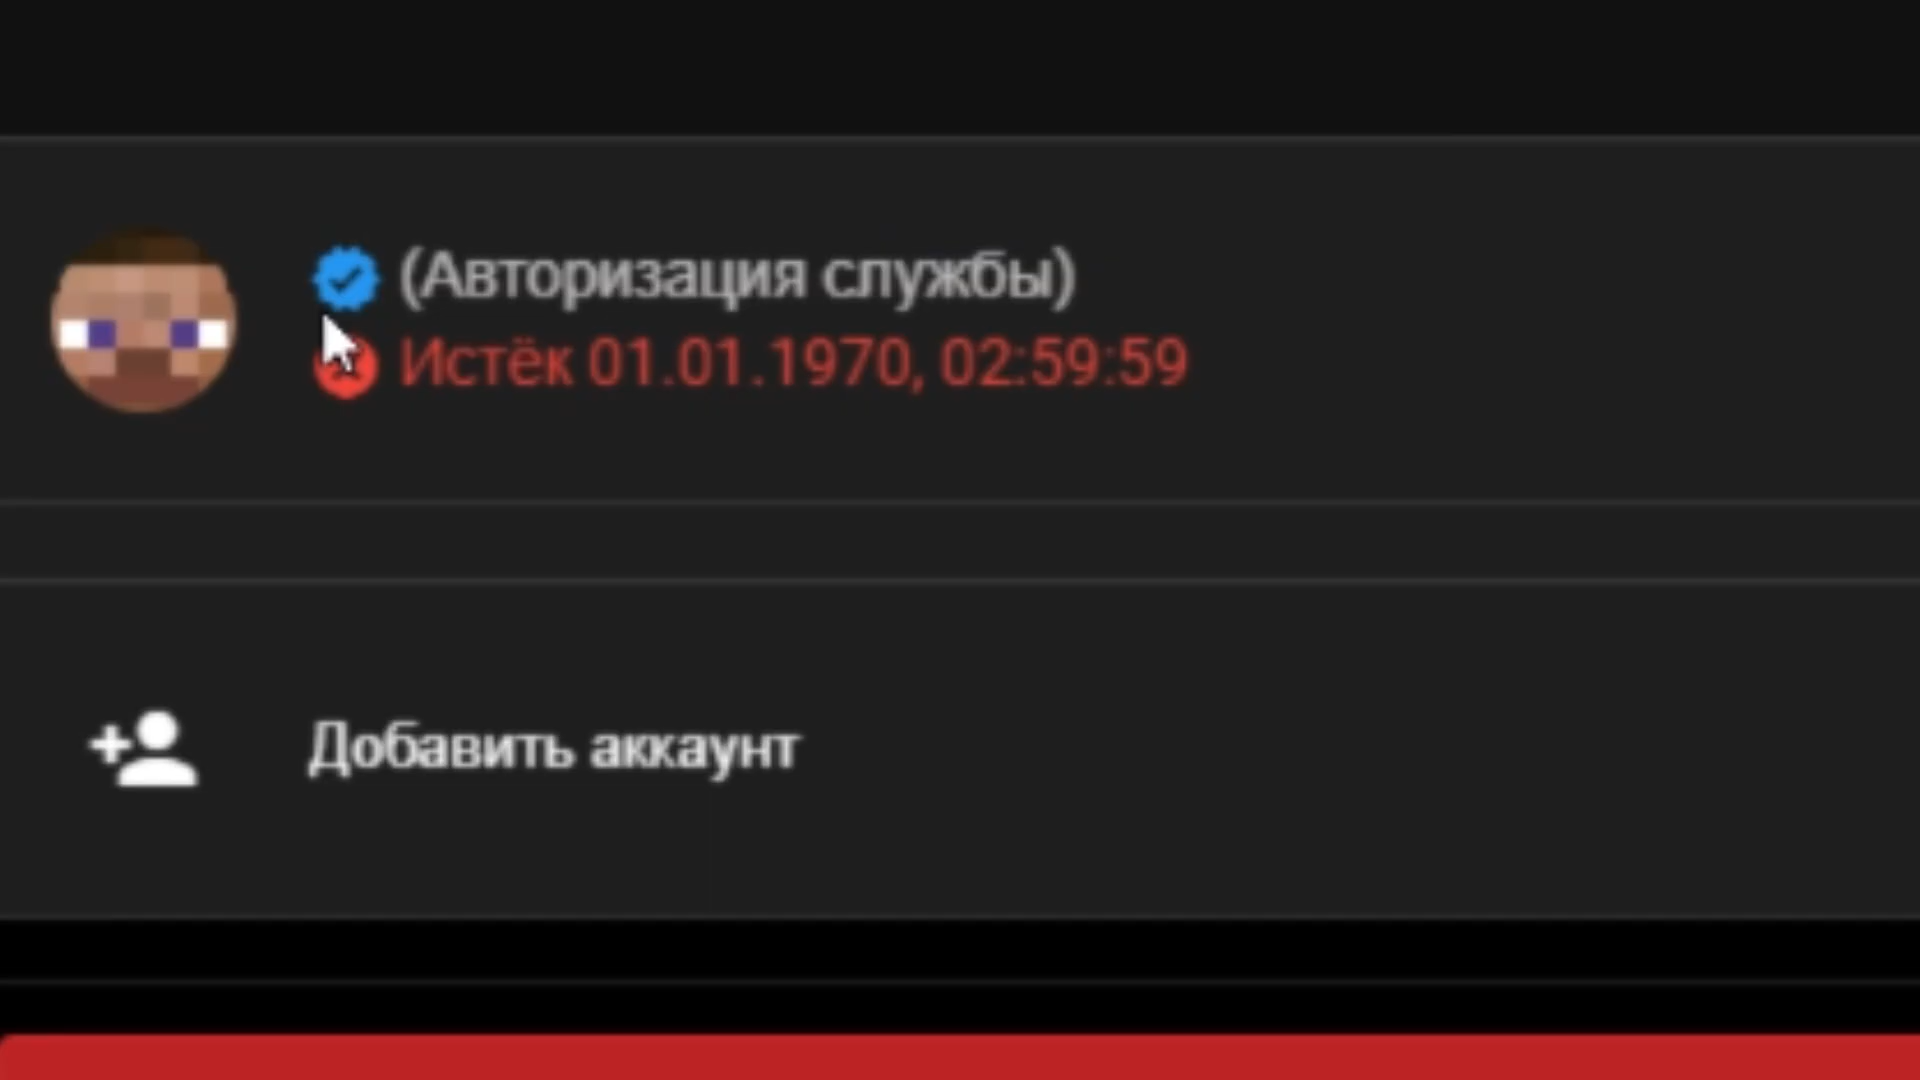 (Авторизация службы)
Истёк 01.01.1970, 02:59:59
Добавить аккаунт